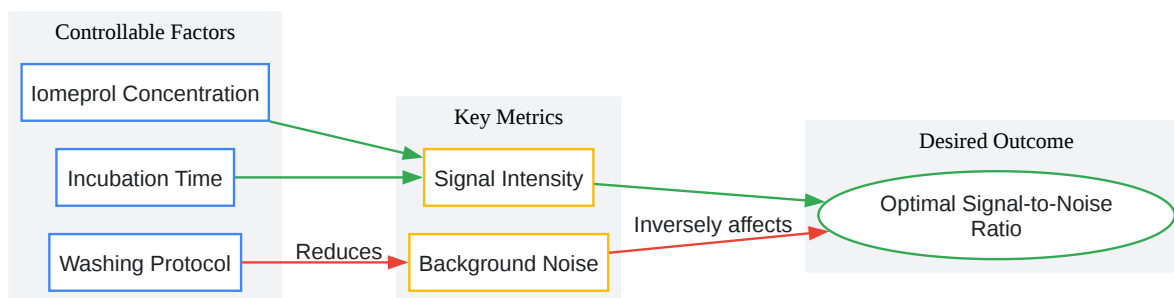 Controllable Factors
Iomeprol Concentration
Incubation Time
Washing Protocol
Reduces
Key Metrics
Signal Intensity
Background Noise
Inversely affects
Desired Outcome
Optimal Signal-to-Noise
Ratio